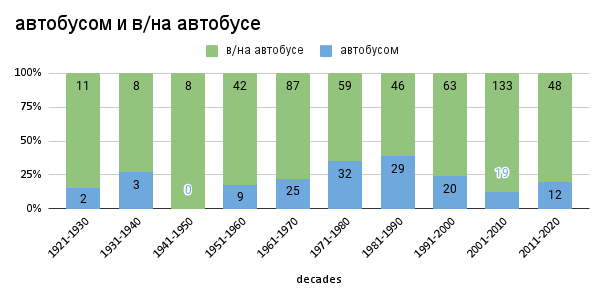 автобусом и в/на автобусе
в/на автобусе автобусом
100%
75%
50%
25%
0%
11 8 8 42 87 59 46 63 133 48
2 3 0 9 25 32 29 20 19 12
1921-1930 1931-1940 1941-1950 1951-1960 1961-1970 1971-1980 1981-1990 1991-2000 2001-2010 2011-2020
decades